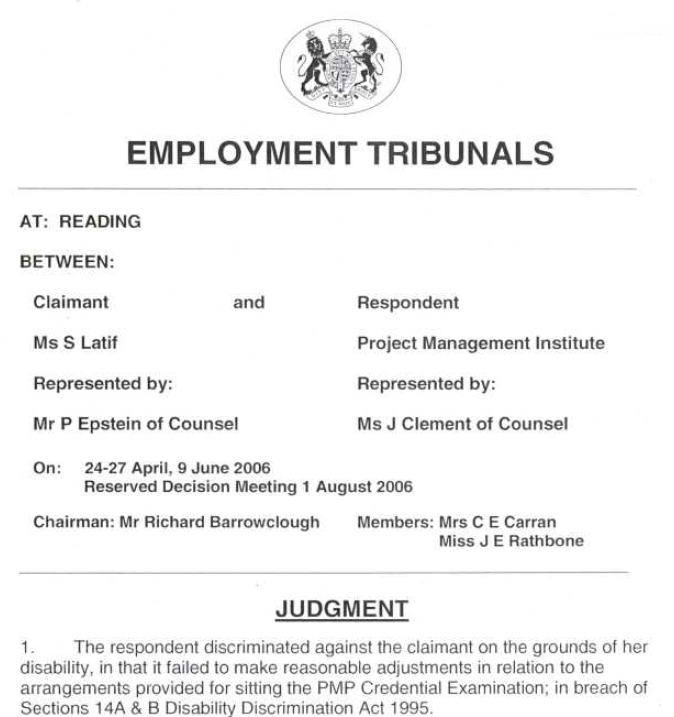 EMPLOYMENT TRIBUNALS
AT: READING
BETWEEN:
Claimant and Respondent
Ms S Latif Project Management Institute
Represented by: Represented by:
Mr P Epstein of Counsel Ms J Clement of Counsel
On: 24-27 April, 9 June 2006
Reserved Decision Meeting 1 August 2006
Chairman: Mr Richard Barrowclough Members: Mrs C E Carran
Miss J E Rathbone
JUDGMENT
1. The respondent discriminated against the claimant on the grounds of her
disability, in that it failed to make reasonable adjustments in relation to the
arrangements provided for sitting the PMP Credential Examination; in breach of
Sections 14A & B Disability Discrimination Act 1995.